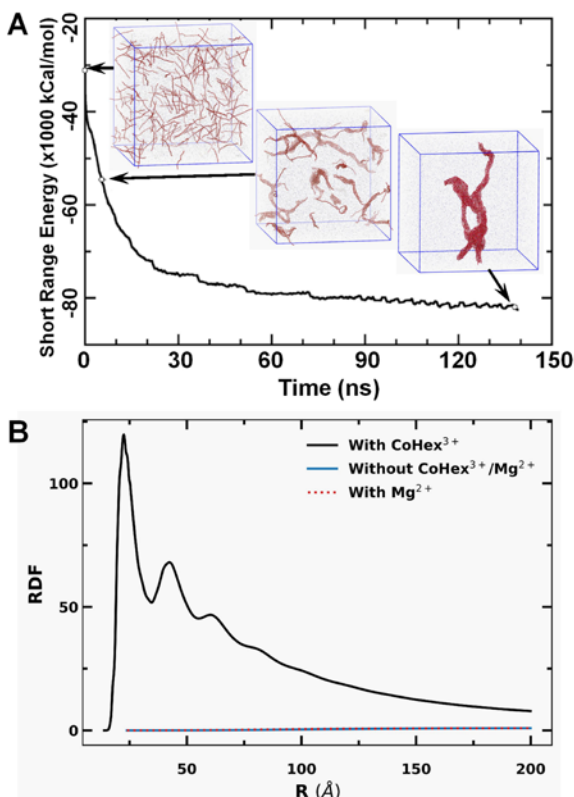 A
Short Range Energy (x1000 kCal/mol)
-20
-40
-60
-80
0 30 60 90 120 150
Time (ns)
B
With CoHex³⁺
Without CoHex³⁺/Mg²⁺
With Mg²⁺
RDF
100
50
0
50 100 150 200
R (Å)